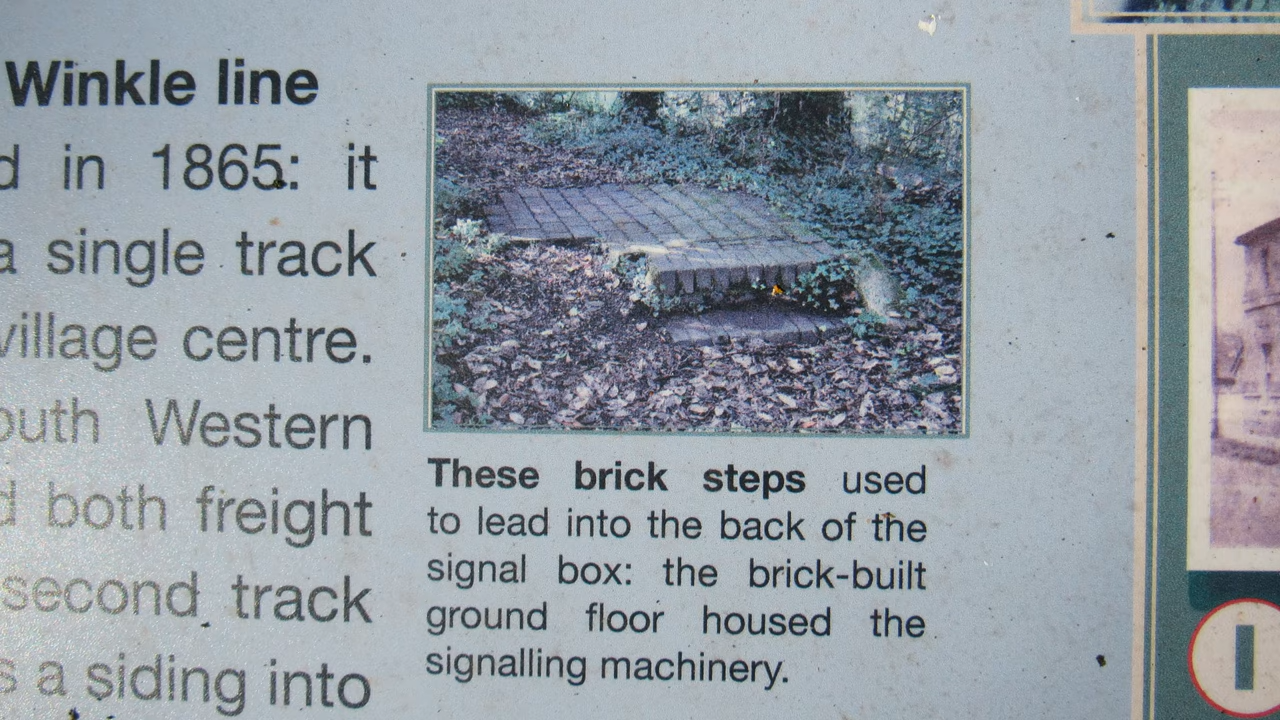 Winkle line
in 1865: it
a single track
village centre.
Western
both freight
second track
a siding into
These brick steps used
to lead into the back of the
signal box: the brick-built
ground floor housed the
signalling machinery.